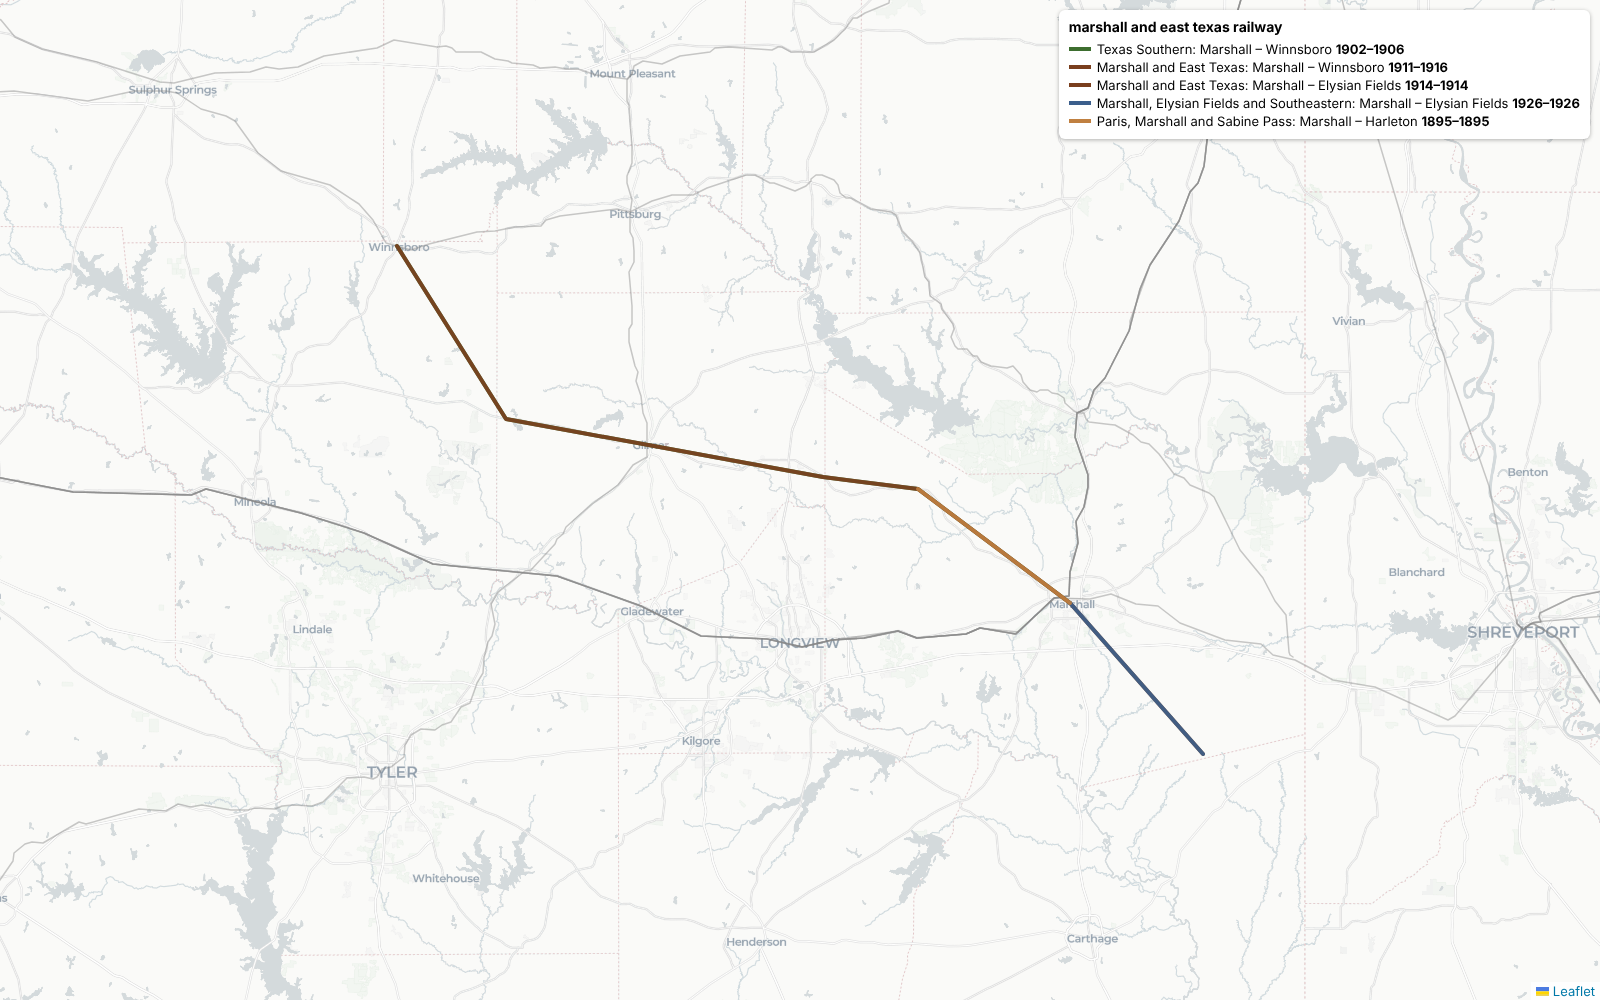 marshall and east texas railway
Texas Southern: Marshall – Winnsboro 1902–1906
Marshall and East Texas: Marshall – Winnsboro 1911–1916
Marshall and East Texas: Marshall – Elysian Fields 1914–1914
Marshall, Elysian Fields and Southeastern: Marshall – Elysian Fields 1926–1926
Paris, Marshall and Sabine Pass: Marshall – Harleton 1895–1895
Mount Pleasant
Sulphur Springs
Pittsburg
Winnsboro
Vivian
Gilmer
Benton
Mineola
Blanchard
Marshall
Gladewater
Lindale
SHREVEPORT
LONGVIEW
Kilgore
TYLER
Whitehouse
Henderson
Carthage
Leaflet